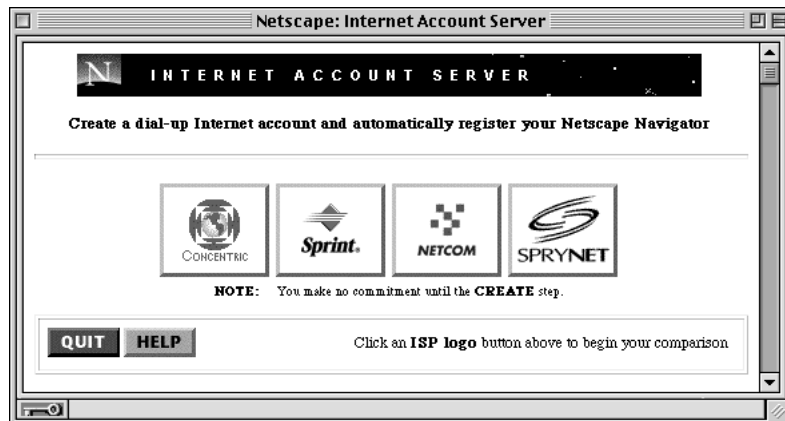 Netscape: Internet Account Server
N INTERNET ACCOUNT SERVER
Create a dial-up Internet account and automatically register your Netscape Navigator
CONCENTRIC
Sprint.
NETCOM
SPRYNET
NOTE: You make no commitment until the CREATE step.
QUIT HELP Click an ISP logo button above to begin your comparison